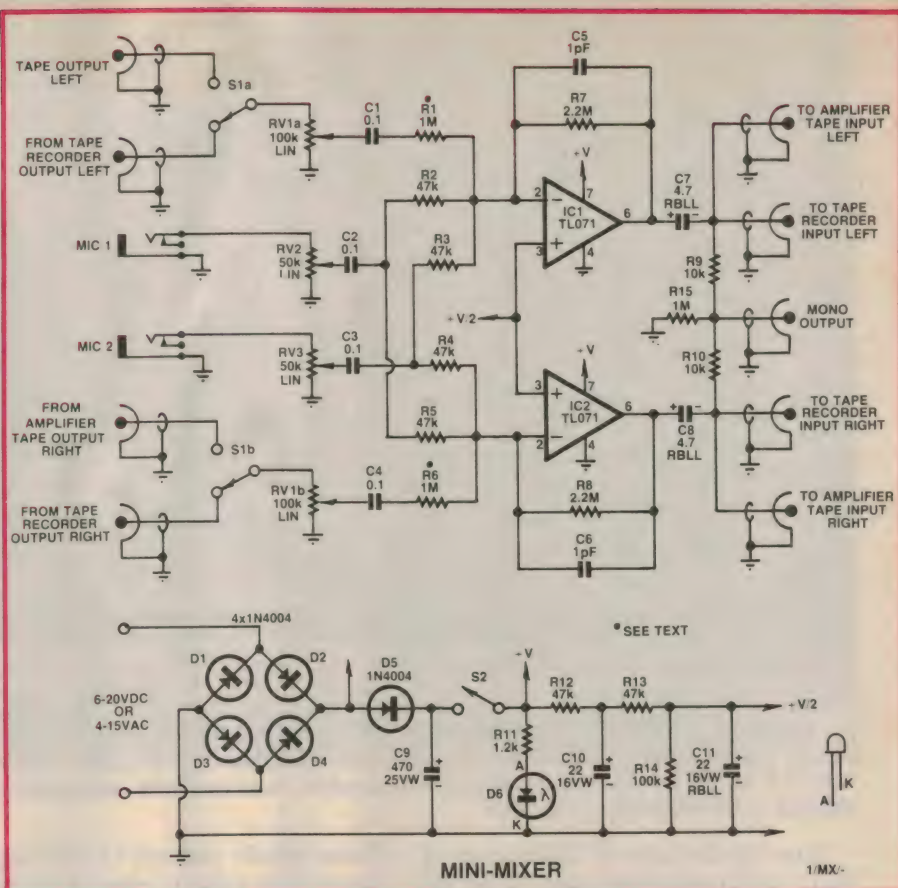 TAPE OUTPUT
LEFT
S1a
FROM TAPE
RECORDER
OUTPUT LEFT
RV1a
100k
LIN
C1
0.1
R1
1M
R2
47k
C5
1pF
R7
2.2M
+V
7
2
−
3
+
4
6
IC1
TL071
C7
4.7
RBLL
+
-
TO AMPLIFIER
TAPE INPUT
LEFT
TO TAPE
RECORDER
INPUT LEFT
MIC 1
RV2
50k
LIN
C2
0.1
R3
47k
+V/2
R9
10k
R15
1M
MONO
OUTPUT
MIC 2
RV3
50k
LIN
C3
0.1
R4
47k
R10
10k
+V
7
3
+
2
−
4
6
IC2
TL071
C8
4.7
RBLL
+
-
TO TAPE
RECORDER
INPUT RIGHT
FROM
AMPLIFIER
TAPE OUTPUT
RIGHT
S1b
R5
47k
FROM TAPE
RECORDER
OUTPUT RIGHT
RV1b
100k
LIN
C4
0.1
R6
1M
R8
2.2M
C6
1pF
TO AMPLIFIER
TAPE INPUT
RIGHT
*SEE TEXT
4x1N4004
D1
D2
D3
D4
6-20VDC
OR
4-15VAC
D5
1N4004
C9
470
25VW
+
-
S2
+V
R11
1.2k
A
D6
λ
K
R12
47k
C10
22
16VW
+
-
R13
47k
R14
100k
C11
22
16VW
RBLL
+
-
+V/2
A
K
MINI-MIXER
1/MX/-